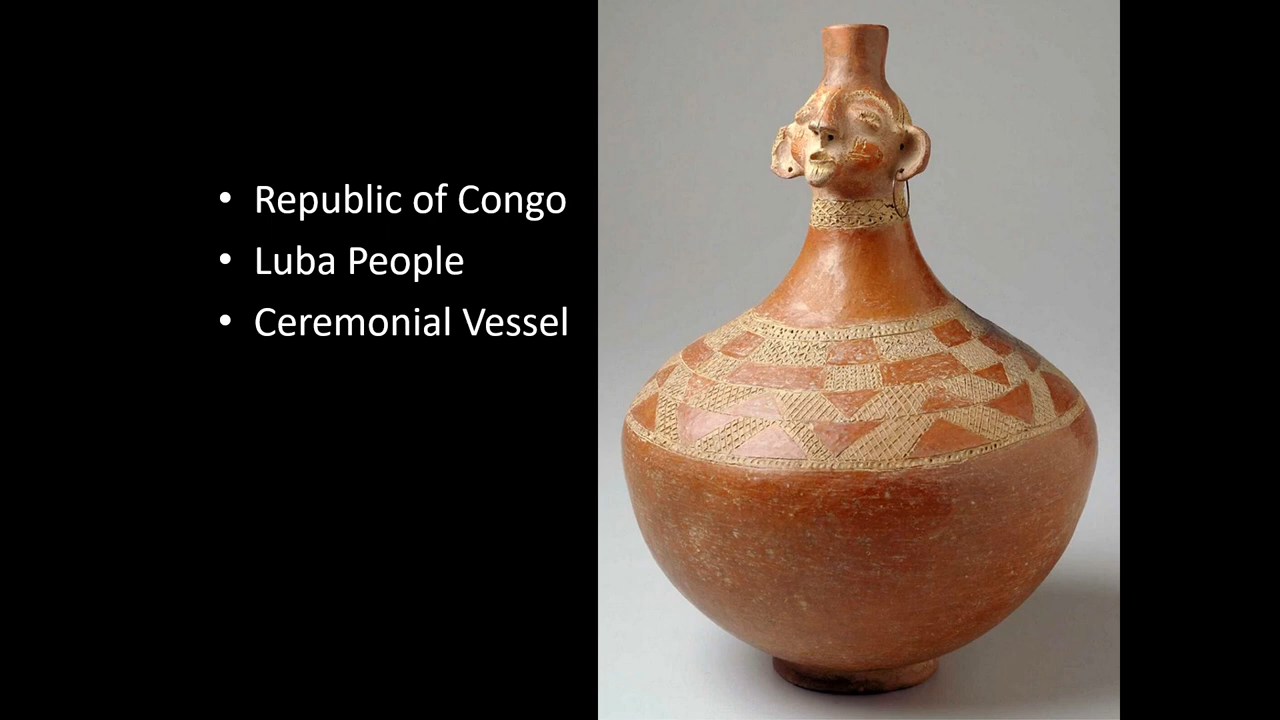 • Republic of Congo
• Luba People
• Ceremonial Vessel